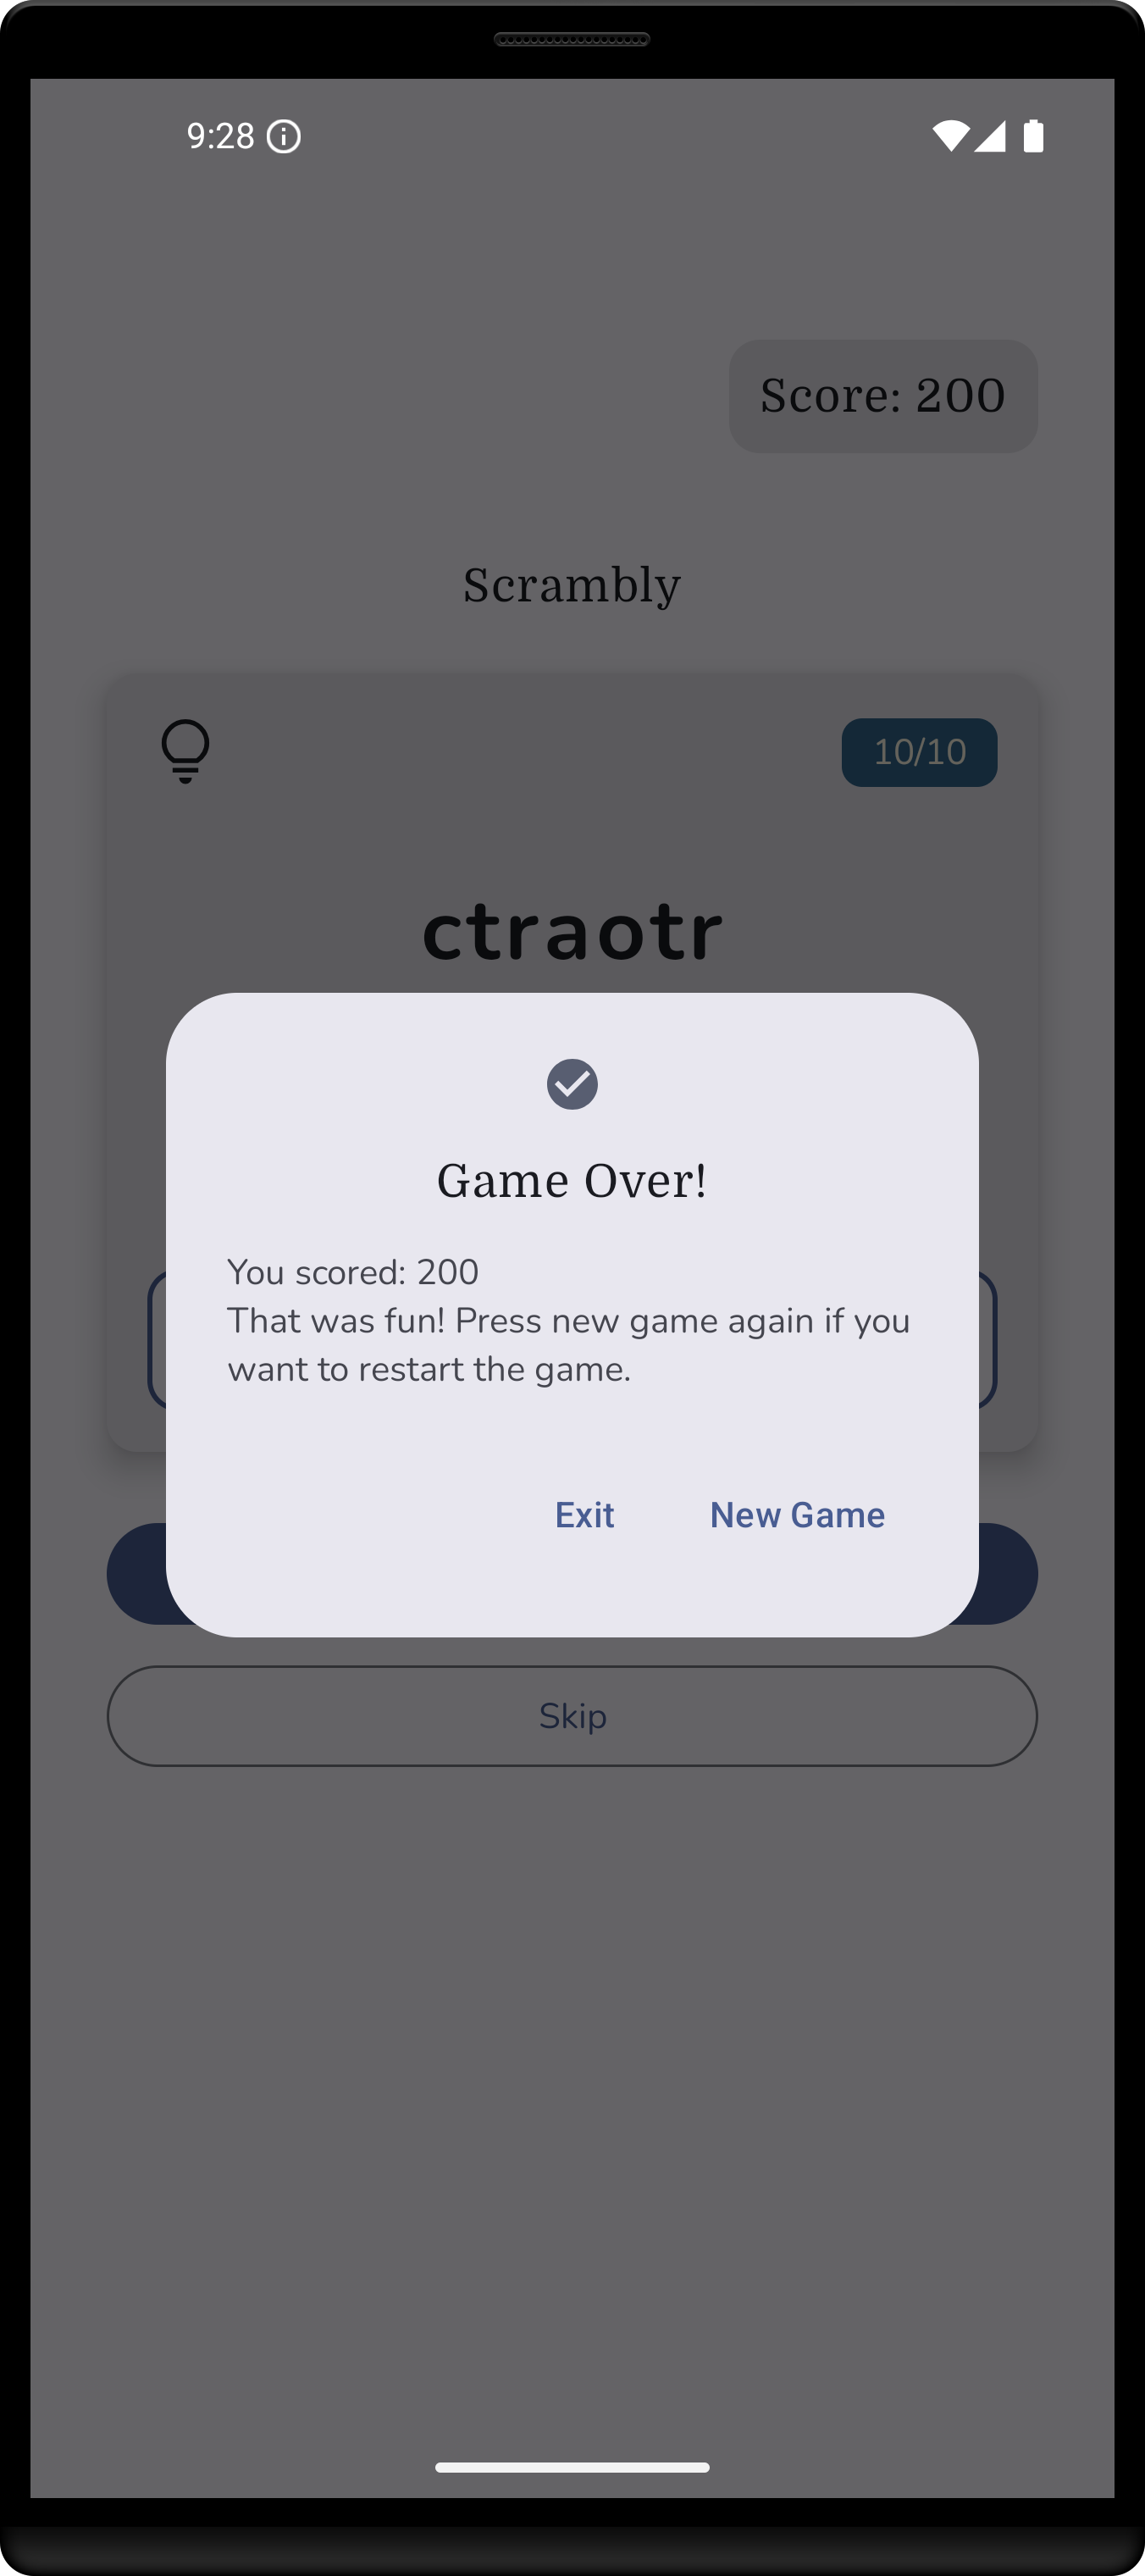 9:28
Score: 200
Scrambly
10/10
ctraotr
Game Over!
You scored: 200
That was fun! Press new game again if you
want to restart the game.
Exit New Game
Skip